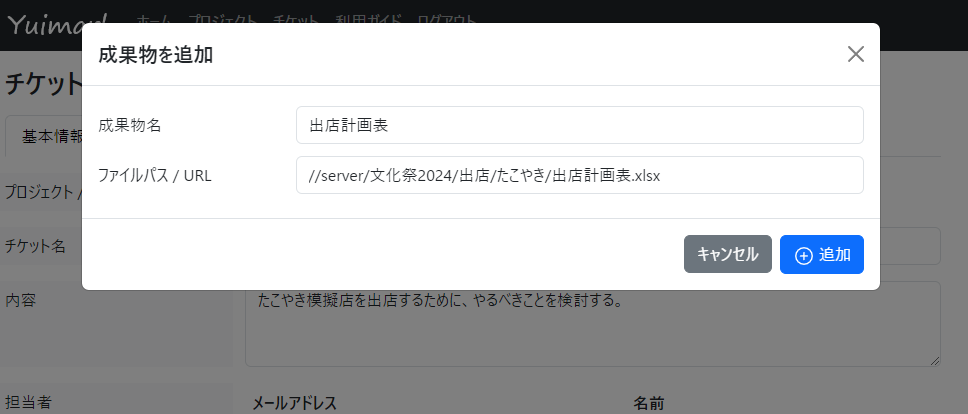 ホーム プロジェクト チケット 利用ガイド ログアウト
成果物を追加
チケット
基本情報
成果物名 出店計画表
ファイルパス / URL //server/文化祭2024/出店/たこやき/出店計画表.xlsx
プロジェクト /
キャンセル 追加
チケット名
内容 たこやき模擬店を出店するために、やるべきことを検討する。
担当者 メールアドレス 名前